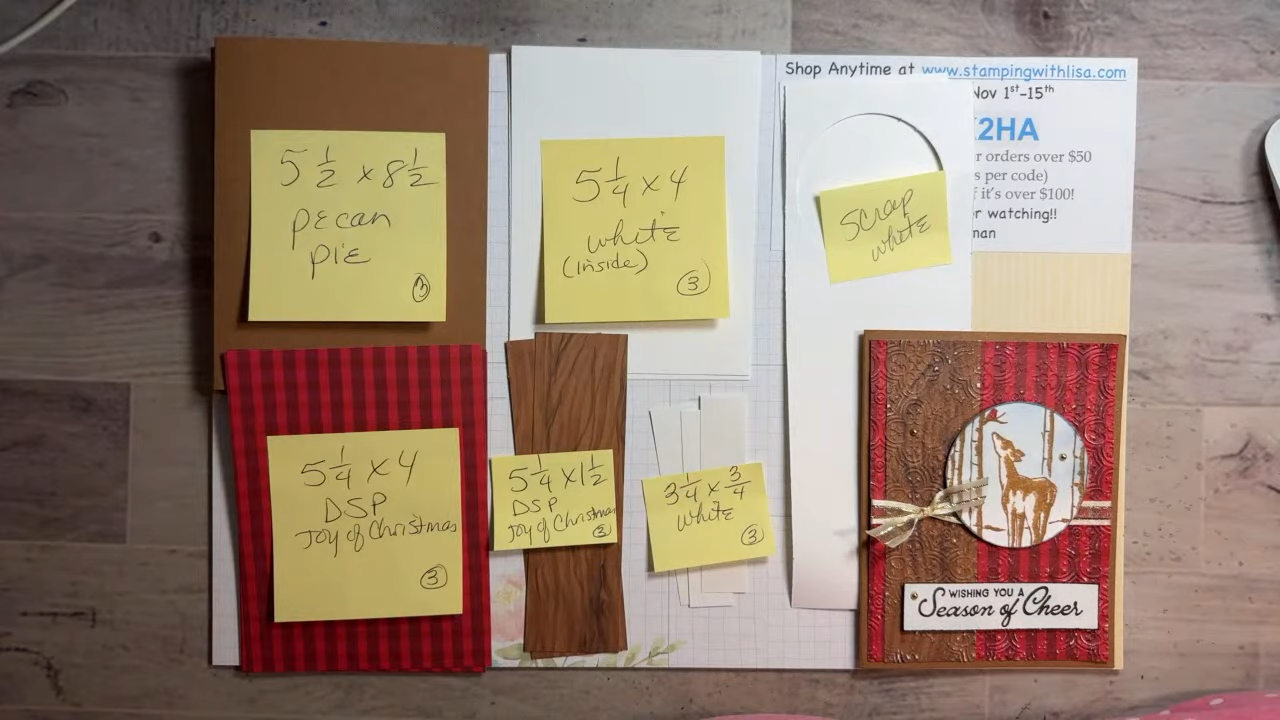 5 1/2 x 8 1/2
pecan
pie
3
5 1/4 x 4
white
(inside)
3
scrap
white
Shop Anytime at www.stampingwithlisa.com
Nov 1st-15th
2HA
r orders over $50
s per code)
f it's over $100!
r watching!!
man
5 1/4 x 4
DSP
Joy of Christmas
3
5 1/4 x 1 1/2
DSP
Joy of Christmas
3
3 1/4 x 3/4
white
3
WISHING YOU A
Season of Cheer